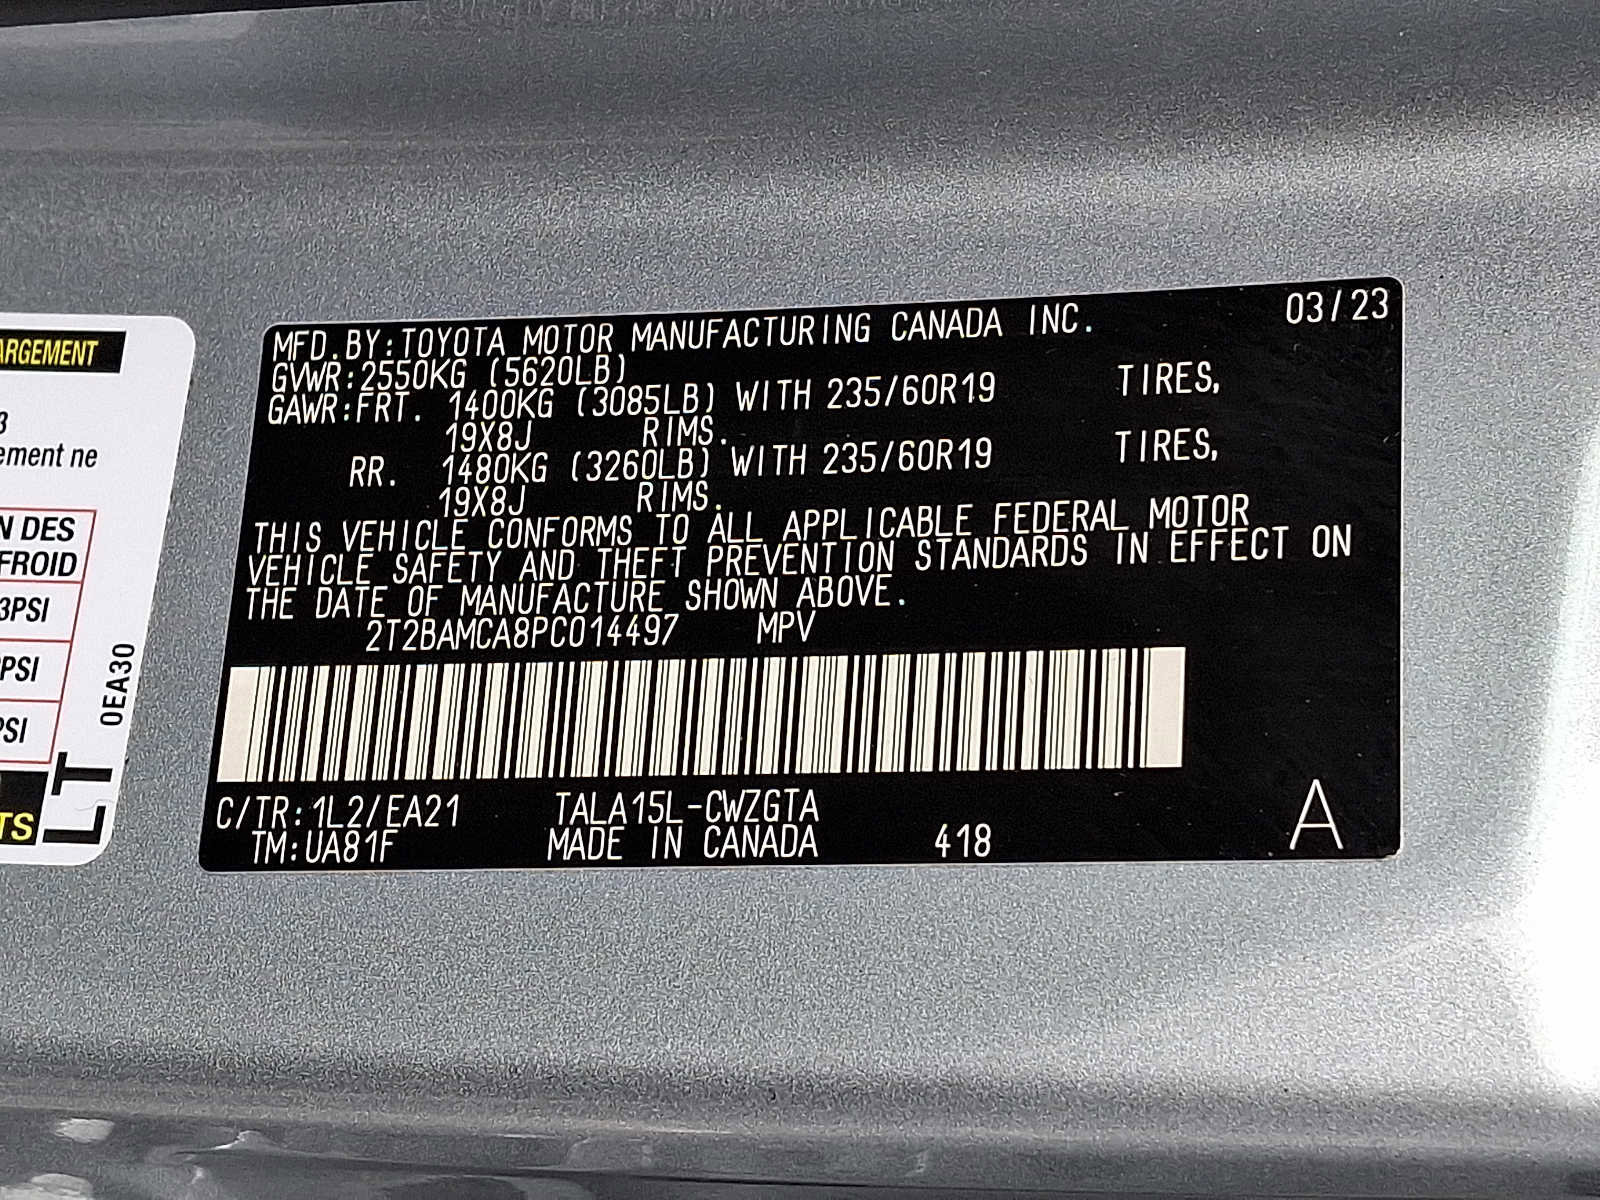 ARGEMENT
3
ement ne
N DES
FROID
3PSI
PSI
PSI
TS
LT
0EA30
MFD.BY:TOYOTA MOTOR MANUFACTURING CANADA INC. 03/23
GVWR:2550KG (5620LB)
GAWR:FRT. 1400KG (3085LB) WITH 235/60R19 TIRES,
19X8J RIMS.
RR. 1480KG (3260LB) WITH 235/60R19 TIRES,
19X8J RIMS.
THIS VEHICLE CONFORMS TO ALL APPLICABLE FEDERAL MOTOR
VEHICLE SAFETY AND THEFT PREVENTION STANDARDS IN EFFECT ON
THE DATE OF MANUFACTURE SHOWN ABOVE.
2T2BAMCA8PC014497 MPV
C/TR:1L2/EA21 TALA15L-CWZGTA
TM:UA81F MADE IN CANADA 418 A